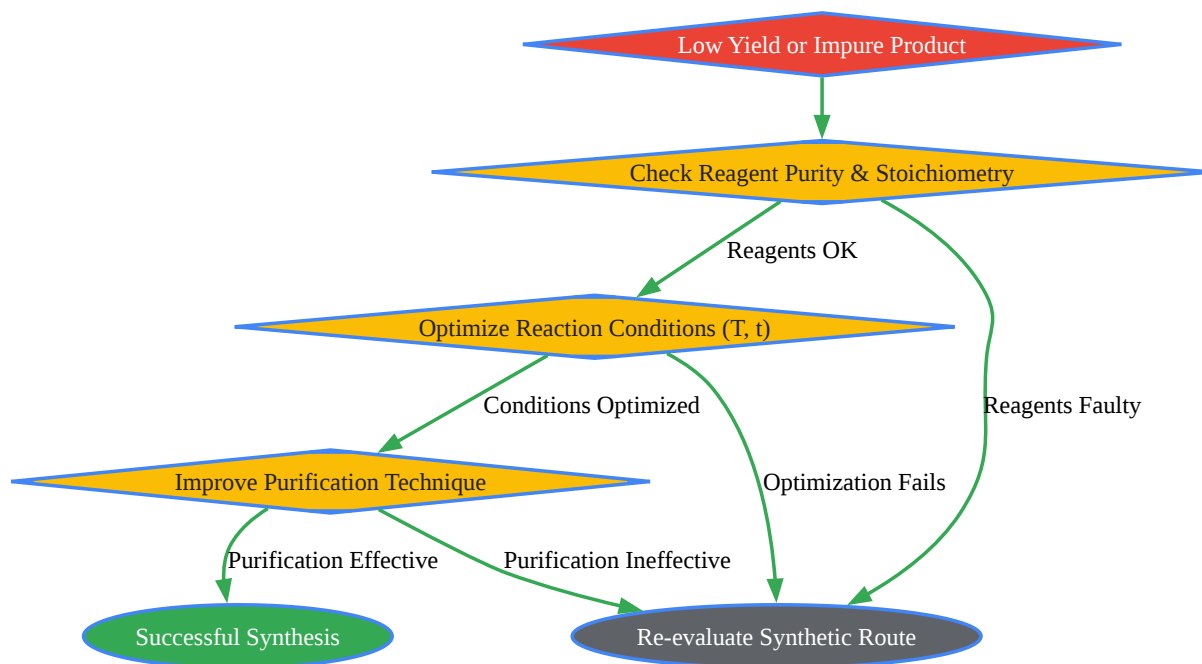 Low Yield or Impure Product
Check Reagent Purity & Stoichiometry
Reagents OK
Optimize Reaction Conditions (T, t)
Conditions Optimized
Reagents Faulty
Improve Purification Technique
Optimization Fails
Purification Effective
Purification Ineffective
Successful Synthesis
Re-evaluate Synthetic Route